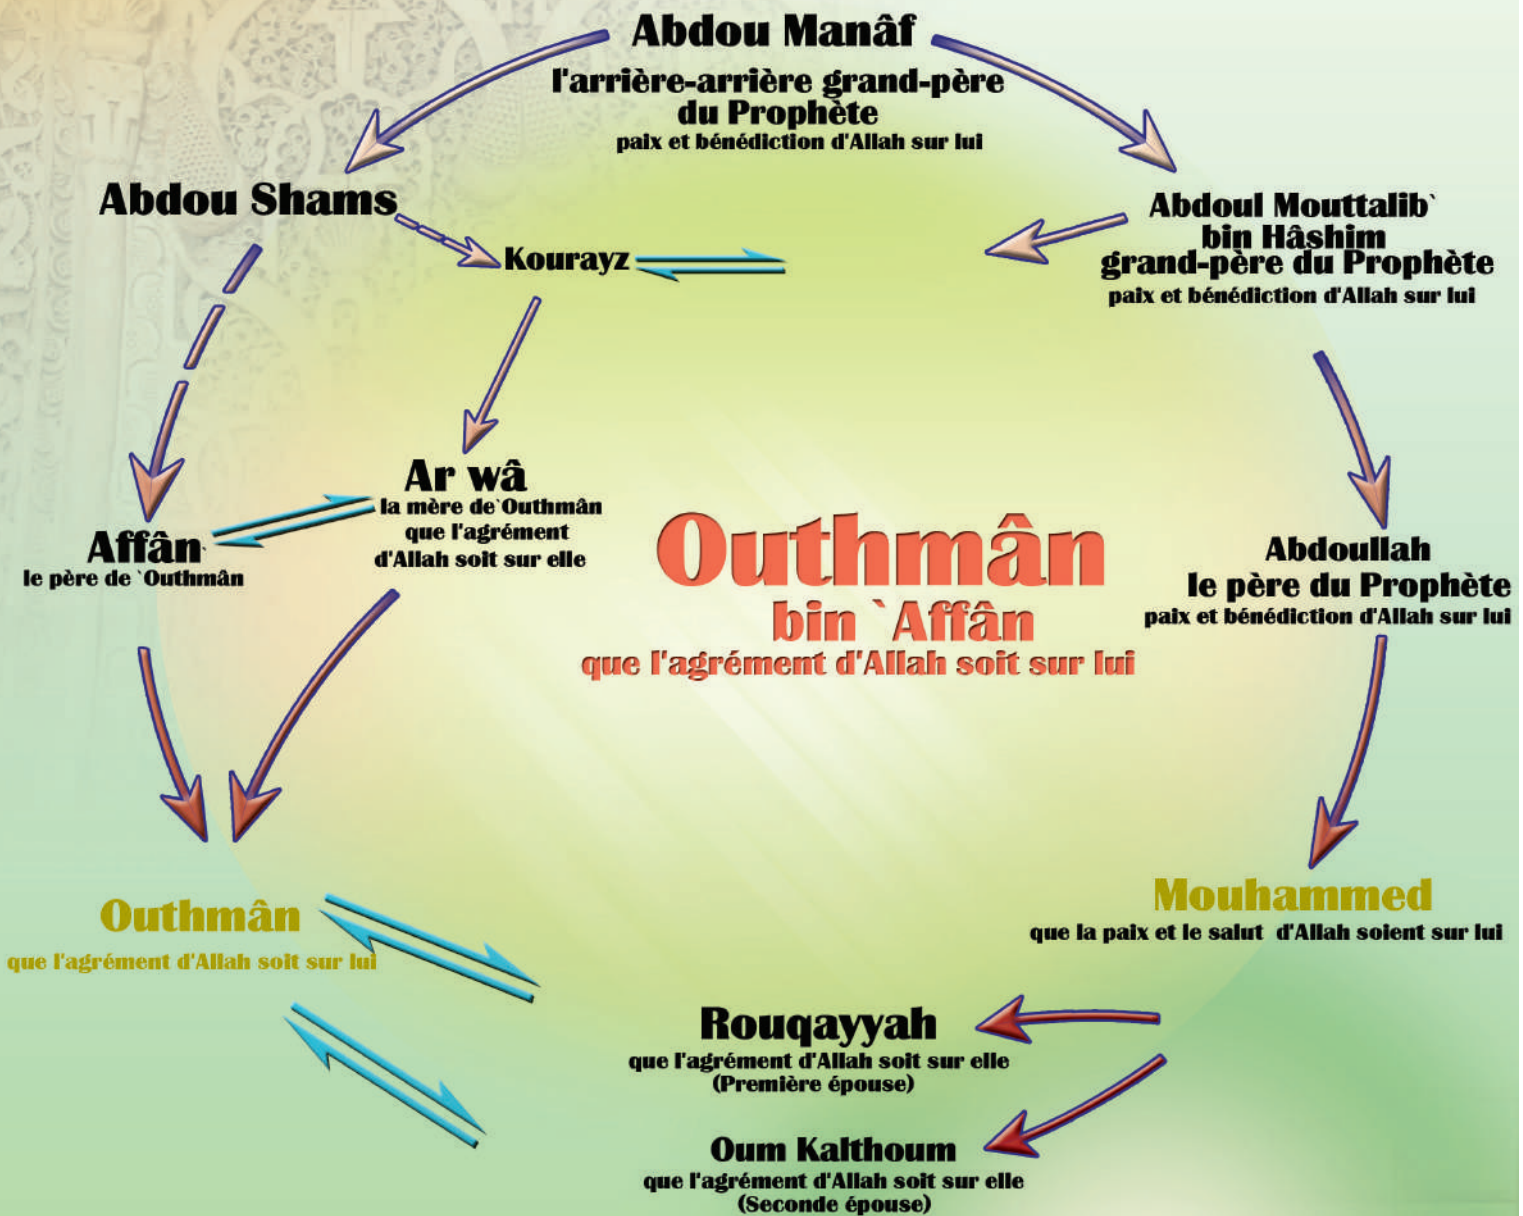 Abdou Manâf
l'arrière-arrière grand-père
du Prophète
paix et bénédiction d'Allah sur lui
Abdou Shams
Abdoul Mouttalib`
bin Hâshim
grand-père du Prophète
paix et bénédiction d'Allah sur lui
Kourayz
Ar wâ
la mère de`Outhmân
que l'agrément
d'Allah soit sur elle
Affân`
le père de `Outhmân
Outhmân
bin `Affân
que l'agrément d'Allah soit sur lui
Abdoullah
le père du Prophète
paix et bénédiction d'Allah sur lui
Outhmân
que l'agrément d'Allah soit sur lui
Mouhammed
que la paix et le salut d'Allah soient sur lui
Rouqayyah
que l'agrément d'Allah soit sur elle
(Première épouse)
Oum Kalthoum
que l'agrément d'Allah soit sur elle
(Seconde épouse)